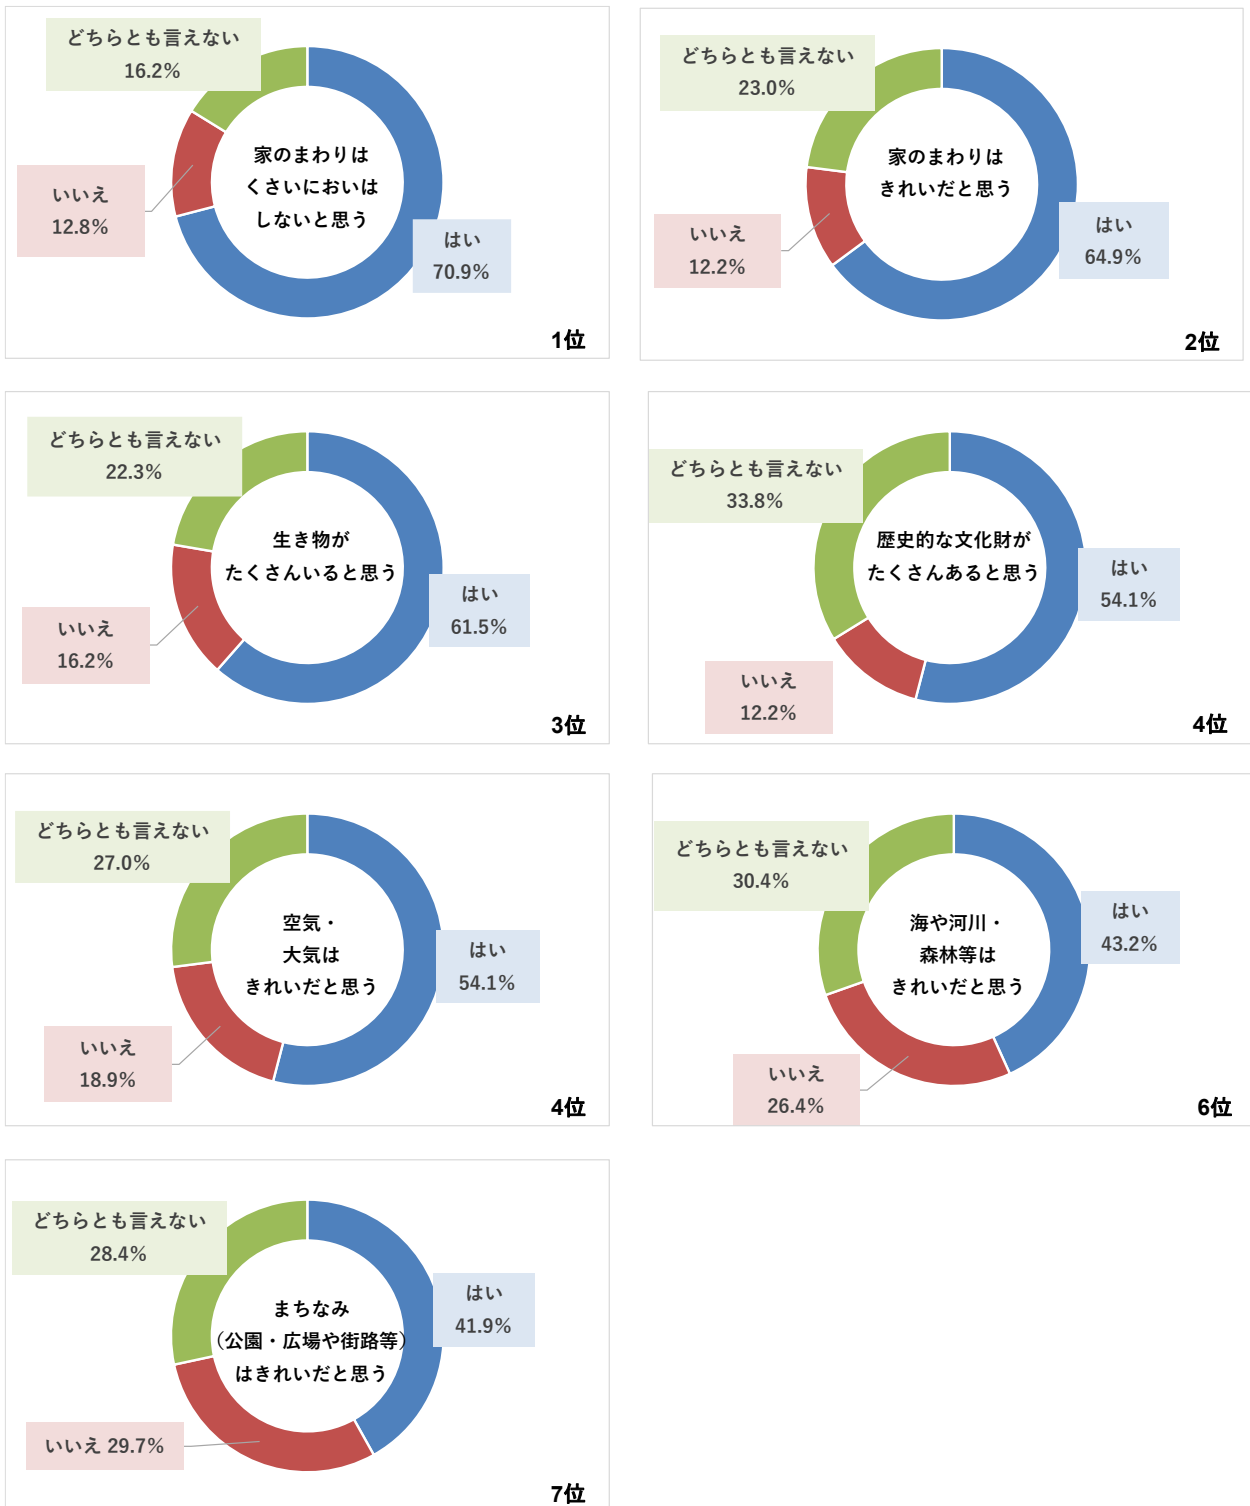 どちらとも言えない
16.2%
家のまわりは
くさいにおいは
しないと思う
いいえ
12.8%
はい
70.9%
1位
どちらとも言えない
23.0%
家のまわりは
きれいだと思う
いいえ
12.2%
はい
64.9%
2位
どちらとも言えない
22.3%
生き物が
たくさんいると思う
いいえ
16.2%
はい
61.5%
3位
どちらとも言えない
33.8%
歴史的な文化財が
たくさんあると思う
はい
54.1%
いいえ
12.2%
4位
どちらとも言えない
27.0%
空気・
大気は
きれいだと思う
はい
54.1%
いいえ
18.9%
4位
どちらとも言えない
30.4%
海や河川・
森林等は
きれいだと思う
はい
43.2%
いいえ
26.4%
6位
どちらとも言えない
28.4%
まちなみ
（公園・広場や街路等）
はきれいだと思う
はい
41.9%
いいえ 29.7%
7位